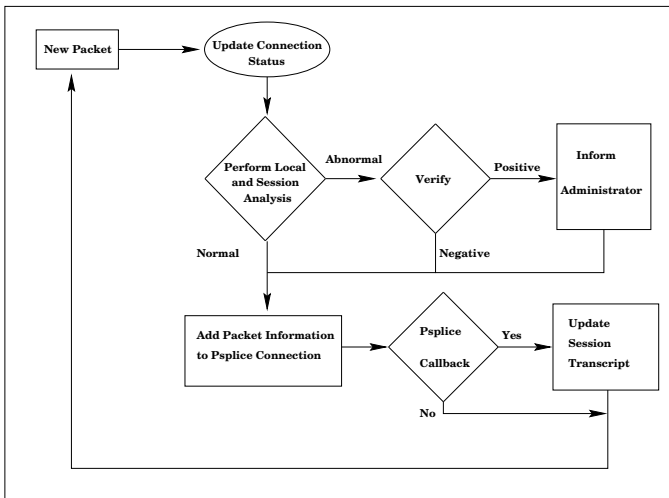 New Packet
Update Connection
Status
Perform Local
and Session
Analysis
Abnormal
Verify
Positive
Inform
Administrator
Normal
Negative
Add Packet Information
to Psplice Connection
Psplice
Callback
Yes
Update
Session
Transcript
No